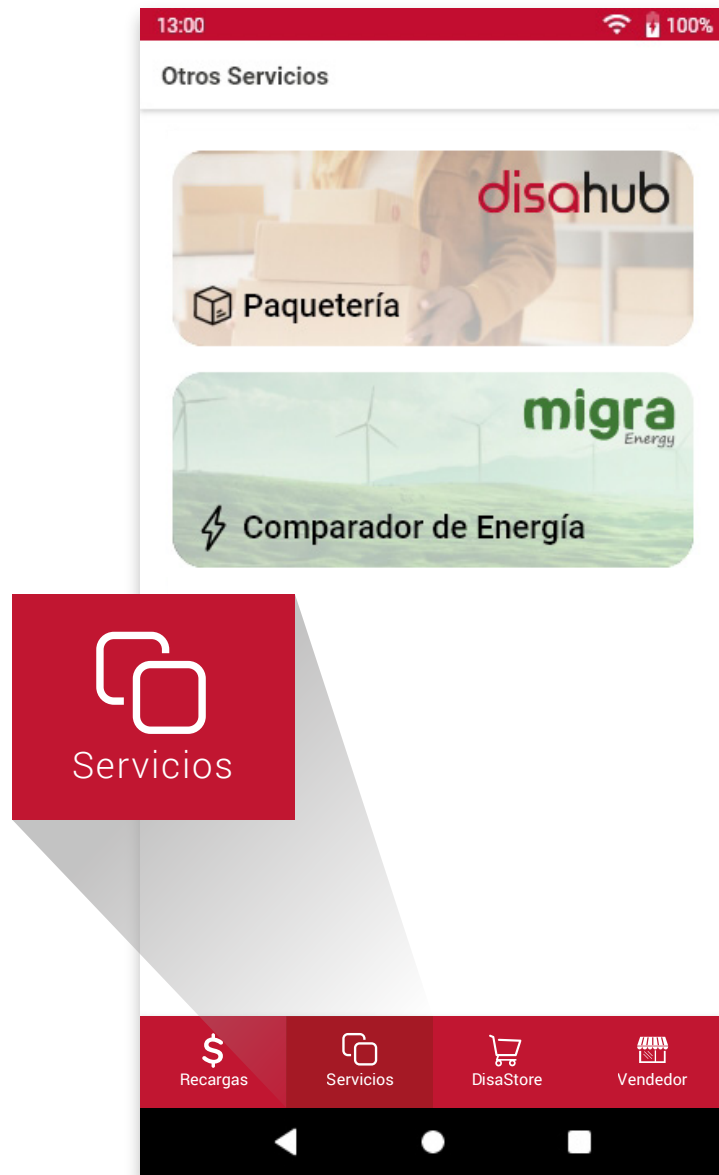 13:00
100%
Otros Servicios
disahub
Paquetería
migra
Energy
Comparador de Energía
Servicios
Recargas
Servicios
DisaStore
Vendedor